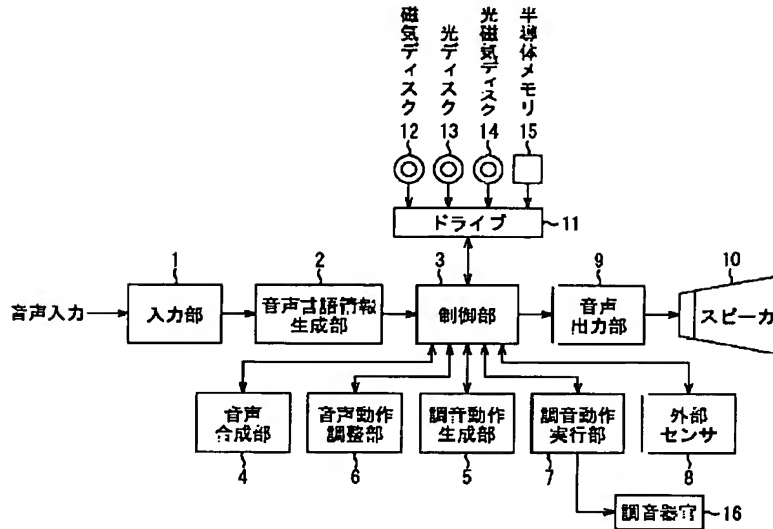 磁気ディスク
光ディスク
光磁気ディスク
半導体メモリ
12
13
14
15
ドライブ
11
1
2
3
9
10
音声入力
入力部
音声言語情報
生成部
制御部
音声
出力部
スピーカ
音声
合成部
音声動作
調整部
調音動作
生成部
調音動作
実行部
外部
センサ
4
6
5
7
8
調音器官
16